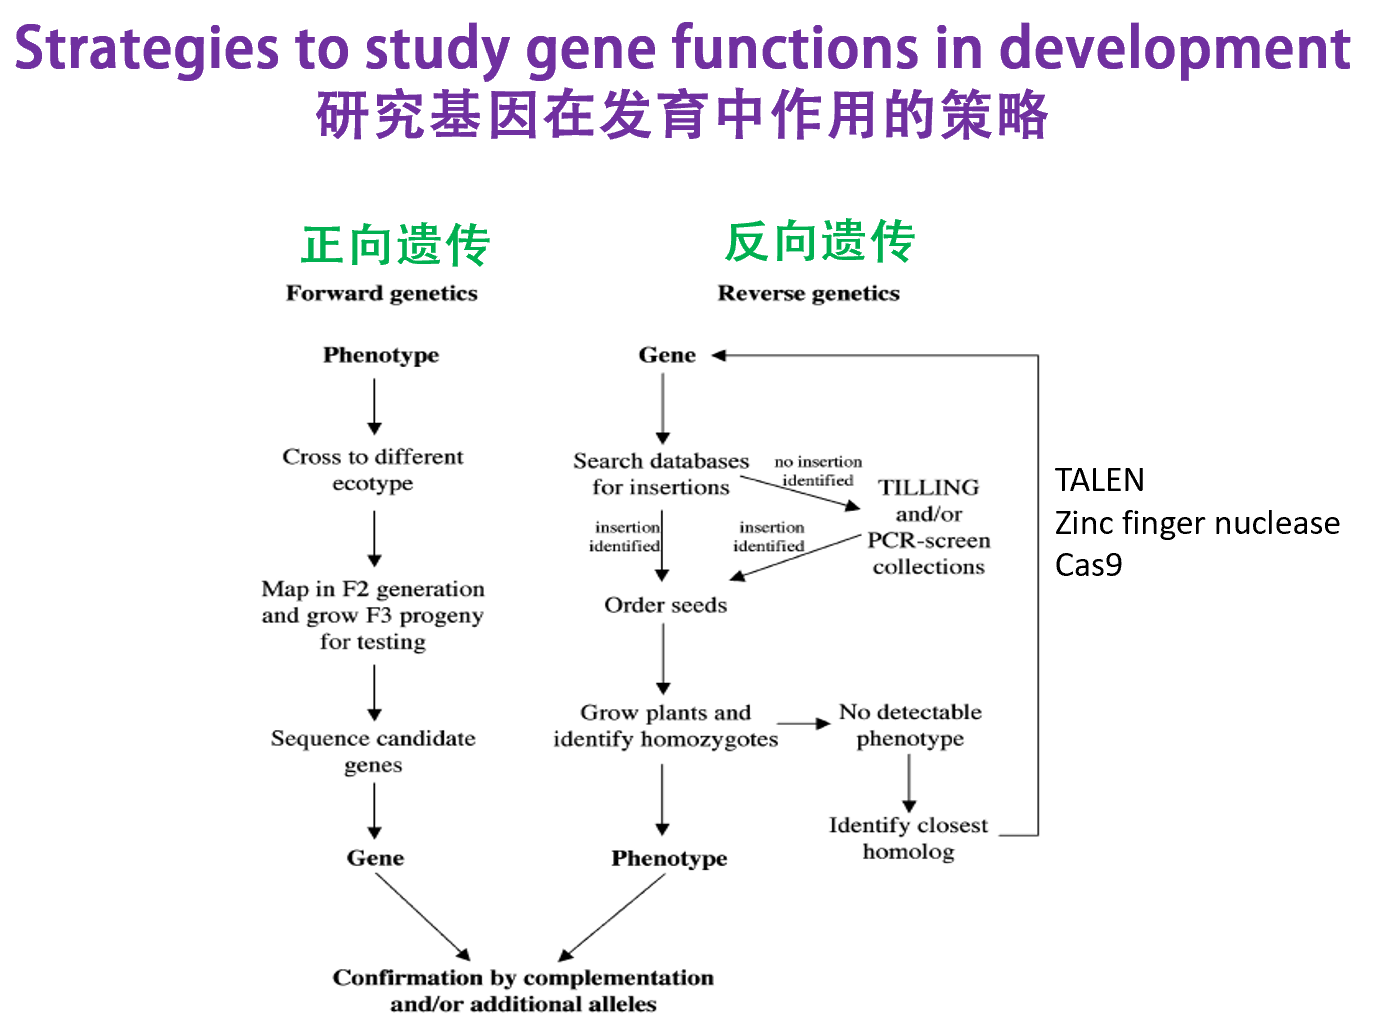 Strategies to study gene functions in development
研究基因在发育中作用的策略
正向遗传
Forward genetics
Phenotype
Cross to different
ecotype
Map in F2 generation
and grow F3 progeny
for testing
Sequence candidate
genes
Gene
反向遗传
Reverse genetics
Gene
Search databases
for insertions
no insertion
identified
TILLING
and/or
PCR-screen
collections
insertion
identified
insertion
identified
Order seeds
Grow plants and
identify homozygotes
No detectable
phenotype
Identify closest
homolog
Phenotype
TALEN
Zinc finger nuclease
Cas9
Confirmation by complementation
and/or additional alleles